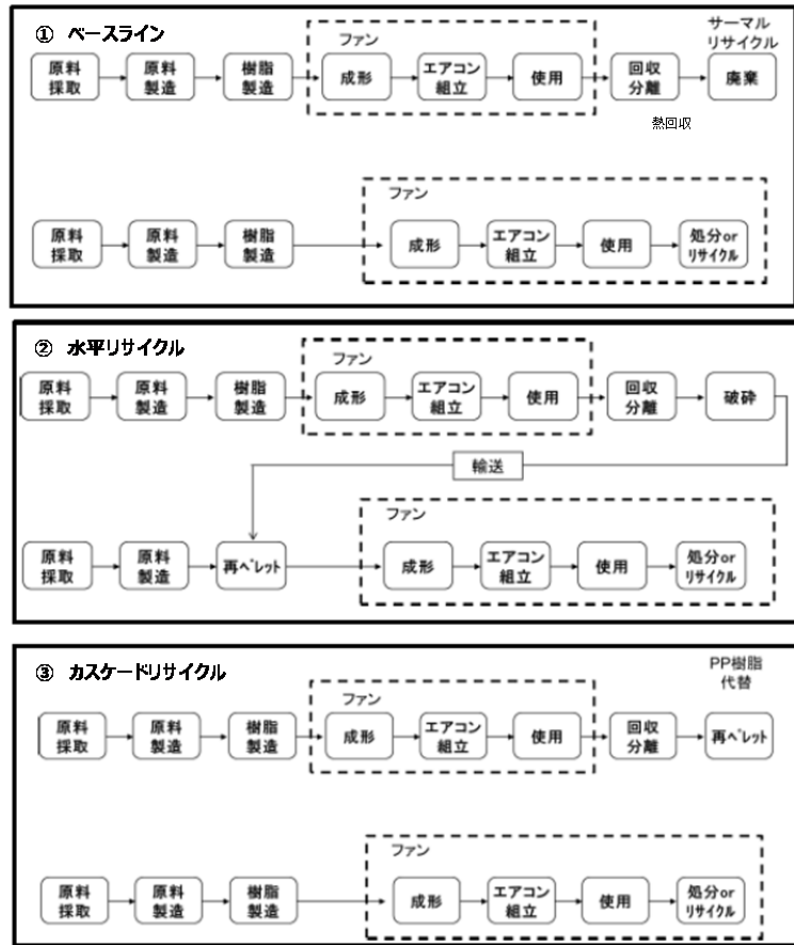 ① ベースライン
サーマル
リサイクル
ファン
原料
採取
原料
製造
樹脂
製造
成形
エアコン
組立
使用
回収
分離
廃棄
熱回収
ファン
原料
採取
原料
製造
樹脂
製造
成形
エアコン
組立
使用
処分or
リサイクル
② 水平リサイクル
ファン
原料
採取
原料
製造
樹脂
製造
成形
エアコン
組立
使用
回収
分離
破砕
輸送
ファン
原料
採取
原料
製造
再ペレット
成形
エアコン
組立
使用
処分or
リサイクル
③ カスケードリサイクル
PP樹脂
代替
ファン
原料
採取
原料
製造
樹脂
製造
成形
エアコン
組立
使用
回収
分離
再ペレット
ファン
原料
採取
原料
製造
樹脂
製造
成形
エアコン
組立
使用
処分or
リサイクル